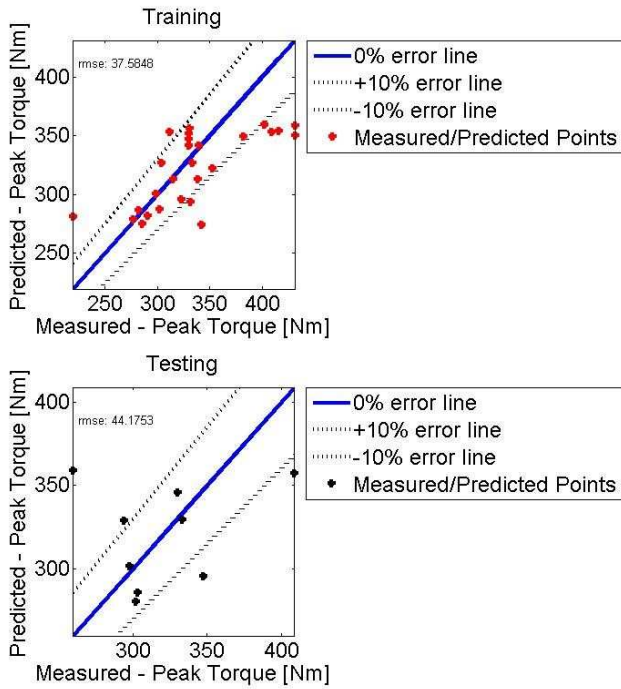 Training
rmse: 37.5848
400
350
300
250
Predicted - Peak Torque [Nm]
250 300 350 400
Measured - Peak Torque [Nm]
0% error line
+10% error line
-10% error line
Measured/Predicted Points
Testing
rmse: 44.1753
400
350
300
Predicted - Peak Torque [Nm]
300 350 400
Measured - Peak Torque [Nm]
0% error line
+10% error line
-10% error line
Measured/Predicted Points